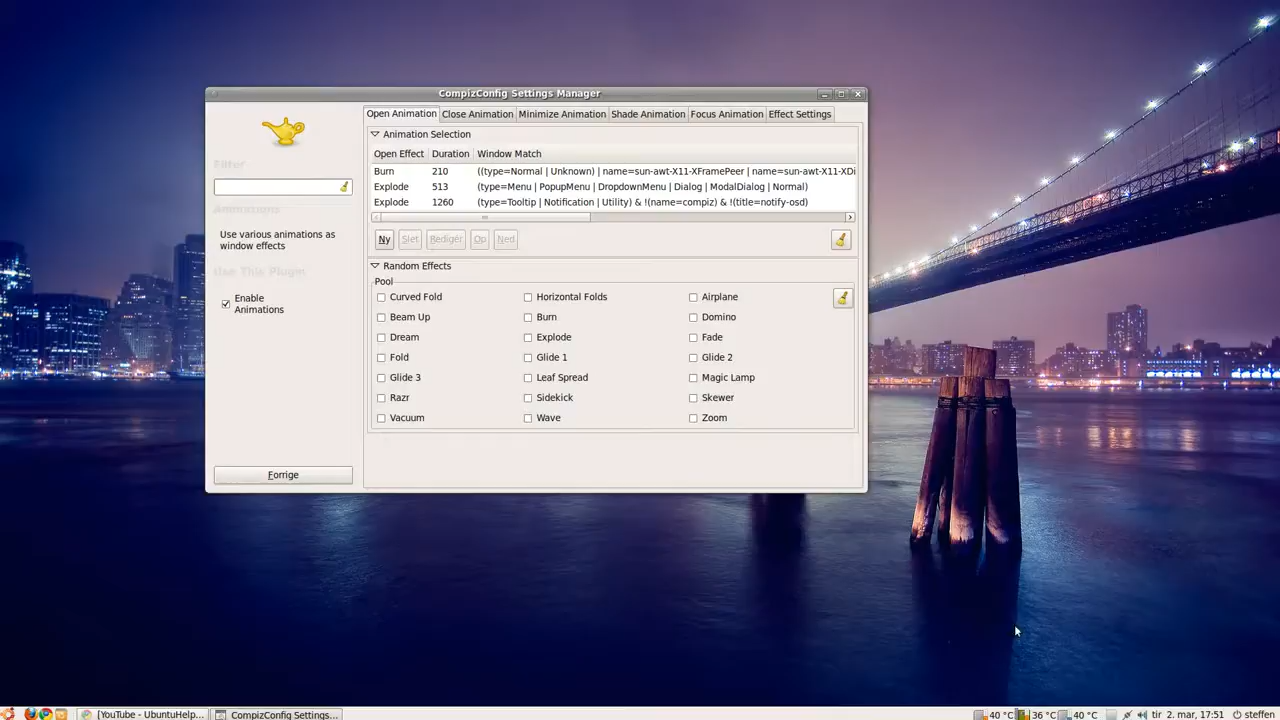 CompizConfig Settings Manager
Open Animation Close Animation Minimize Animation Shade Animation Focus Animation Effect Settings
Filter
Animations
Use various animations as
window effects
Use This Plugin
Enable
Animations
Forrige
Animation Selection
Open Effect Duration Window Match
Burn 210 ((type=Normal | Unknown) | name=sun-awt-X11-XFramePeer | name=sun-awt-X11-XDi
Explode 513 (type=Menu | PopupMenu | DropdownMenu | Dialog | ModalDialog | Normal)
Explode 1260 (type=Tooltip | Notification | Utility) & !(name=compiz) & !(title=notify-osd)
Ny Slet Rediger Op Ned
Random Effects
Pool
Curved Fold Horizontal Folds Airplane
Beam Up Burn Domino
Dream Explode Fade
Fold Glide 1 Glide 2
Glide 3 Leaf Spread Magic Lamp
Razr Sidekick Skewer
Vacuum Wave Zoom
[YouTube - UbuntuHelp... CompizConfig Settings... 40 °C 36 °C 40 °C tir 2. mar, 17:51 steffen